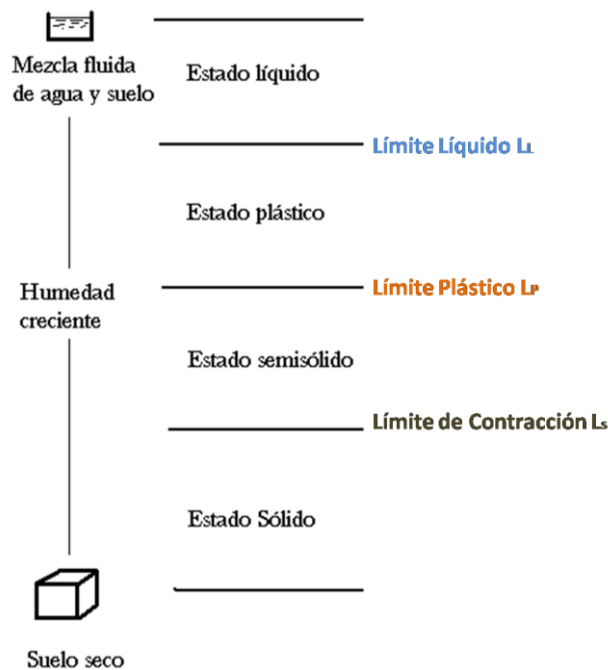 Mezcla fluida
de agua y suelo
Estado líquido
Límite Líquido LL
Estado plástico
Humedad
creciente
Límite Plástico LP
Estado semisólido
Límite de Contracción Ls
Estado Sólido
Suelo seco